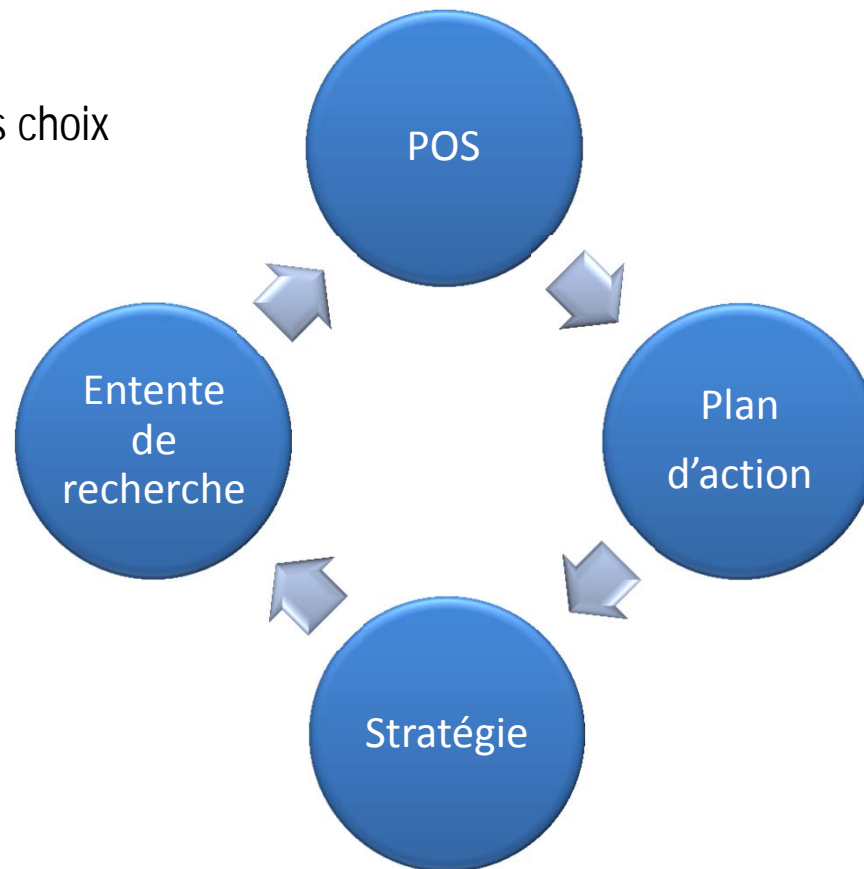 s choix
POS
Entente
de
recherche
Plan
d’action
Stratégie